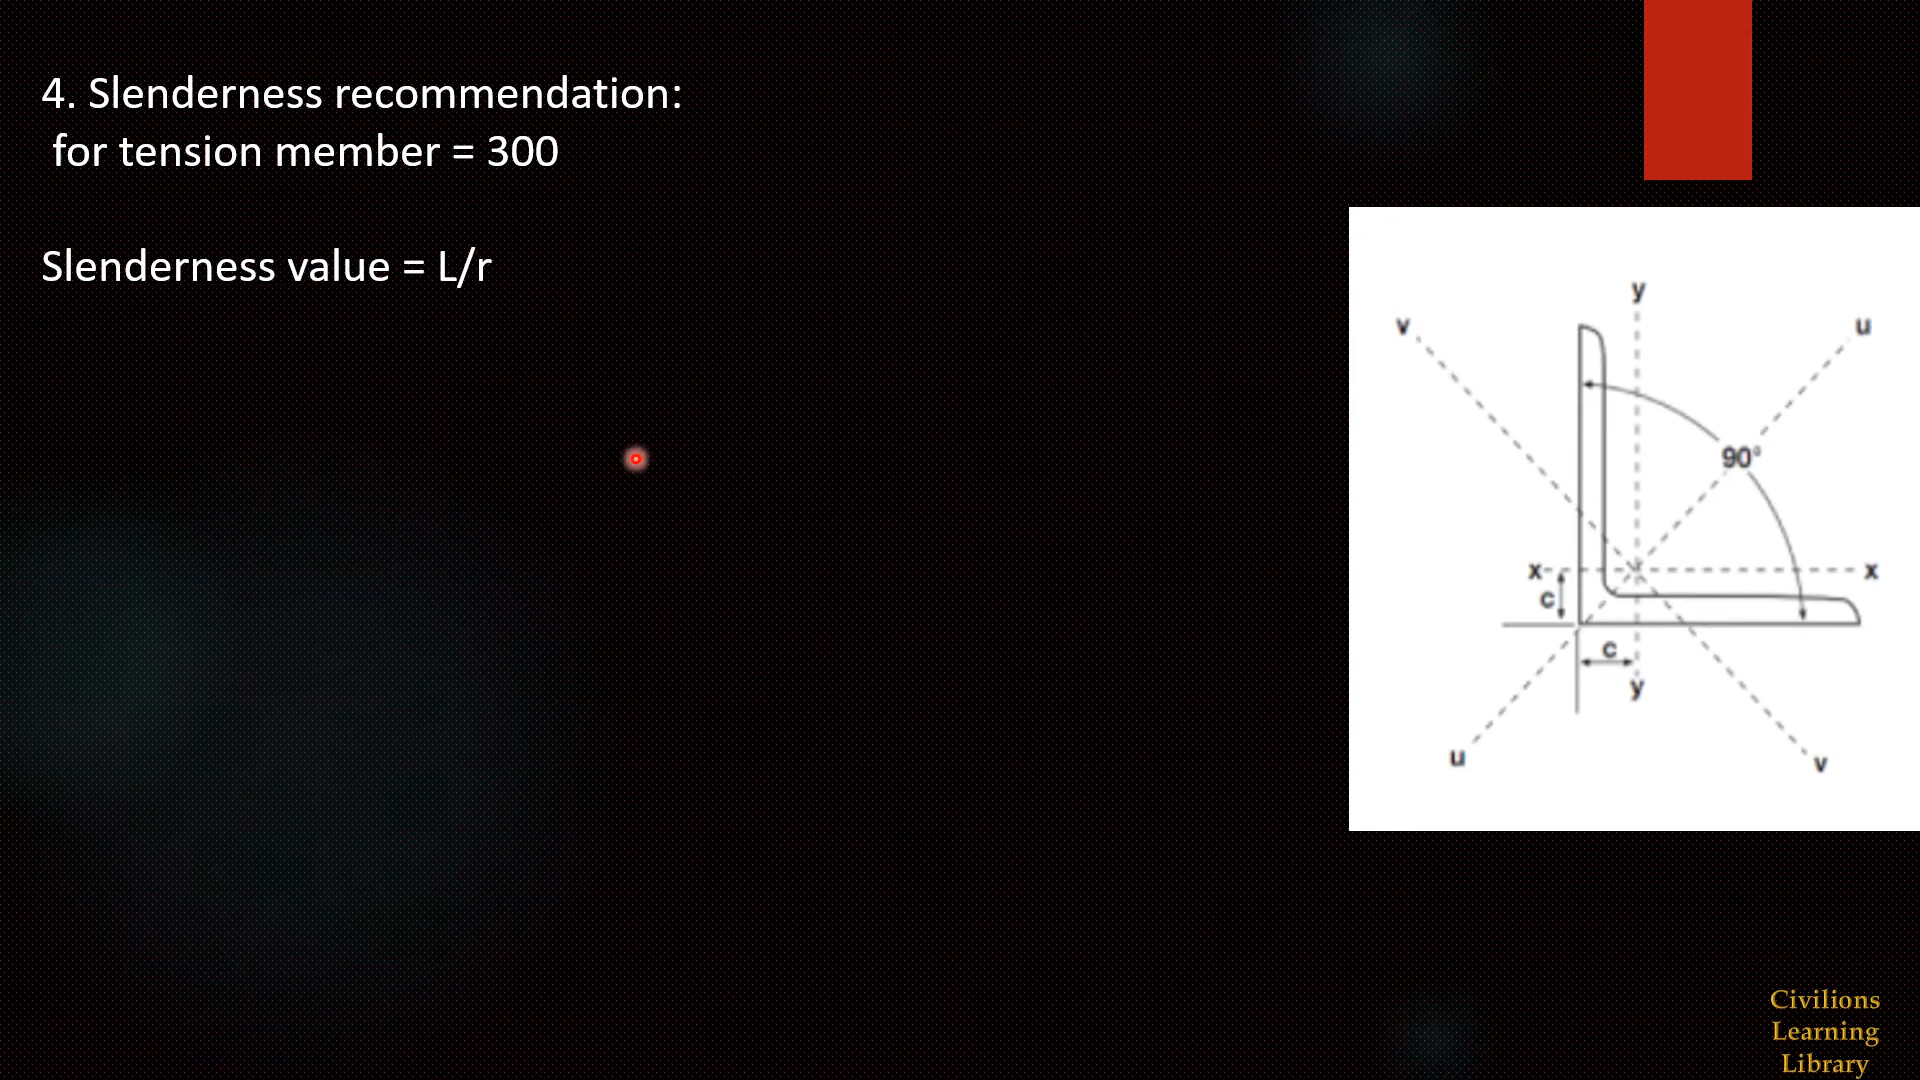 4. Slenderness recommendation:
for tension member = 300
Slenderness value = L/r
y
v
u
90°
x
x
c
c
y
u
v
Civilions
Learning
Library